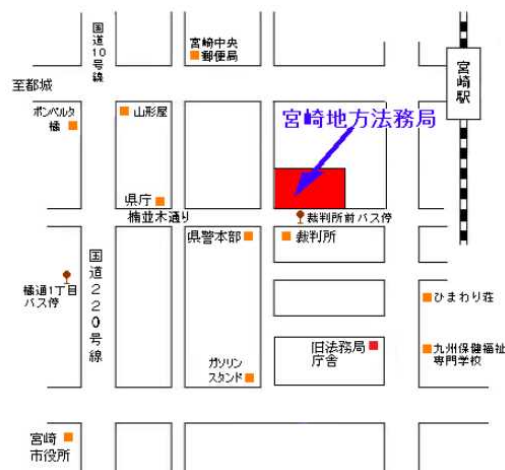 国道10号線
宮崎中央
郵便局
宮崎駅
至都城
ボンベルタ
橘
山形屋
宮崎地方法務局
県庁
楠並木通り
裁判所前バス停
県警本部
裁判所
国道220号線
橘通1丁目
バス停
ひまわり荘
旧法務局
庁舎
九州保健福祉
専門学校
ガソリン
スタンド
宮崎
市役所